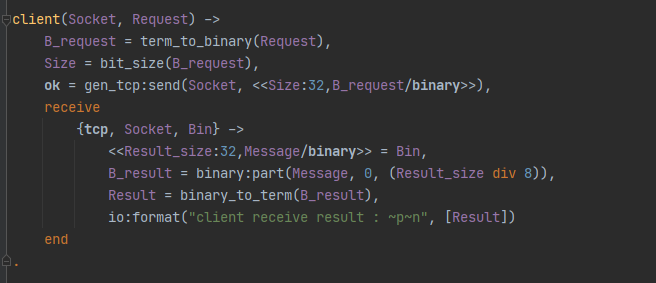 client(Socket, Request) ->
    B_request = term_to_binary(Request),
    Size = bit_size(B_request),
    ok = gen_tcp:send(Socket, <<Size:32,B_request/binary>>),
    receive
        {tcp, Socket, Bin} ->
            <<Result_size:32,Message/binary>> = Bin,
            B_result = binary:part(Message, 0, (Result_size div 8)),
            Result = binary_to_term(B_result),
            io:format("client receive result : ~p~n", [Result])
    end
.